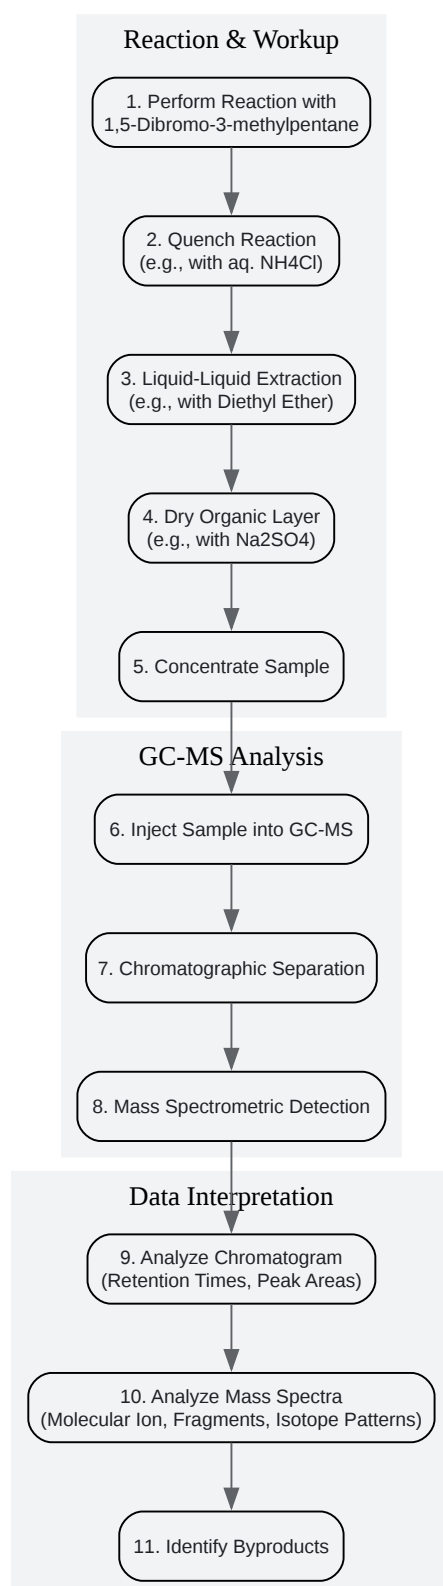 Reaction & Workup
1. Perform Reaction with
1,5-Dibromo-3-methylpentane
2. Quench Reaction
(e.g., with aq. NH4Cl)
3. Liquid-Liquid Extraction
(e.g., with Diethyl Ether)
4. Dry Organic Layer
(e.g., with Na2SO4)
5. Concentrate Sample
GC-MS Analysis
6. Inject Sample into GC-MS
7. Chromatographic Separation
8. Mass Spectrometric Detection
Data Interpretation
9. Analyze Chromatogram
(Retention Times, Peak Areas)
10. Analyze Mass Spectra
(Molecular Ion, Fragments, Isotope Patterns)
11. Identify Byproducts